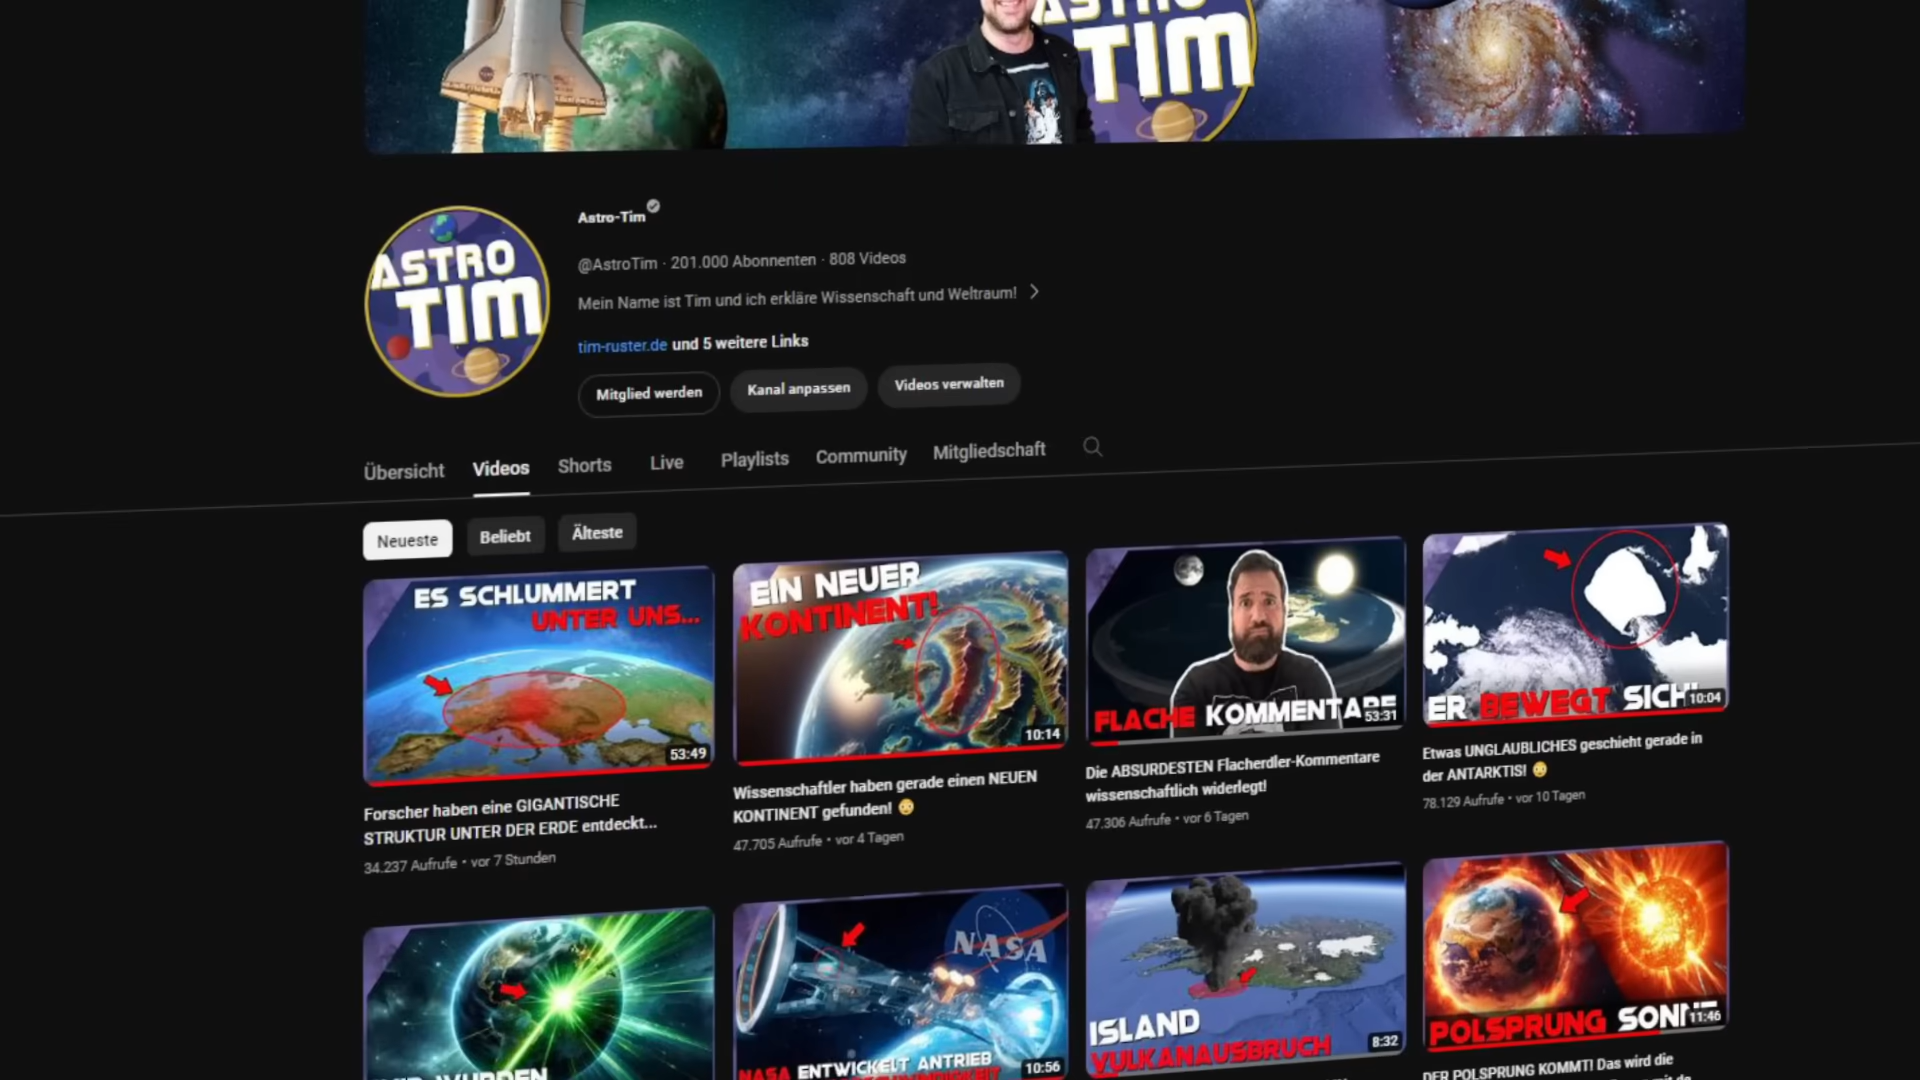 ASTRO
TIM
ASTRO
TIM
Astro-Tim
@AstroTim · 201.000 Abonnenten · 808 Videos
Mein Name ist Tim und ich erkläre Wissenschaft und Weltraum!
tim-ruster.de und 5 weitere Links
Mitglied werden
Kanal anpassen
Videos verwalten
Übersicht
Videos
Shorts
Live
Playlists
Community
Mitgliedschaft
Neueste
Beliebt
Älteste
ES SCHLUMMERT
UNTER UNS...
53:49
Forscher haben eine GIGANTISCHE
STRUKTUR UNTER DER ERDE entdeckt...
34.237 Aufrufe • vor 7 Stunden
EIN NEUER
KONTINENT!
10:14
Wissenschaftler haben gerade einen NEUEN
KONTINENT gefunden! 😳
47.705 Aufrufe • vor 4 Tagen
FLACHE KOMMENTARE
53:31
Die ABSURDESTEN Flacherdler-Kommentare
wissenschaftlich widerlegt!
47.306 Aufrufe • vor 6 Tagen
ER BEWEGT SICH
10:04
Etwas UNGLAUBLICHES geschieht gerade in
der ANTARKTIS! 😳
78.129 Aufrufe • vor 10 Tagen
WURDEN
NASA
NASA ENTWICKELT ANTRIEB
10:56
ISLAND
VULKANAUSBRUCH
8:32
POLSPRUNG SONNE
11:46
DER POLSPRUNG KOMMT! Das wird die